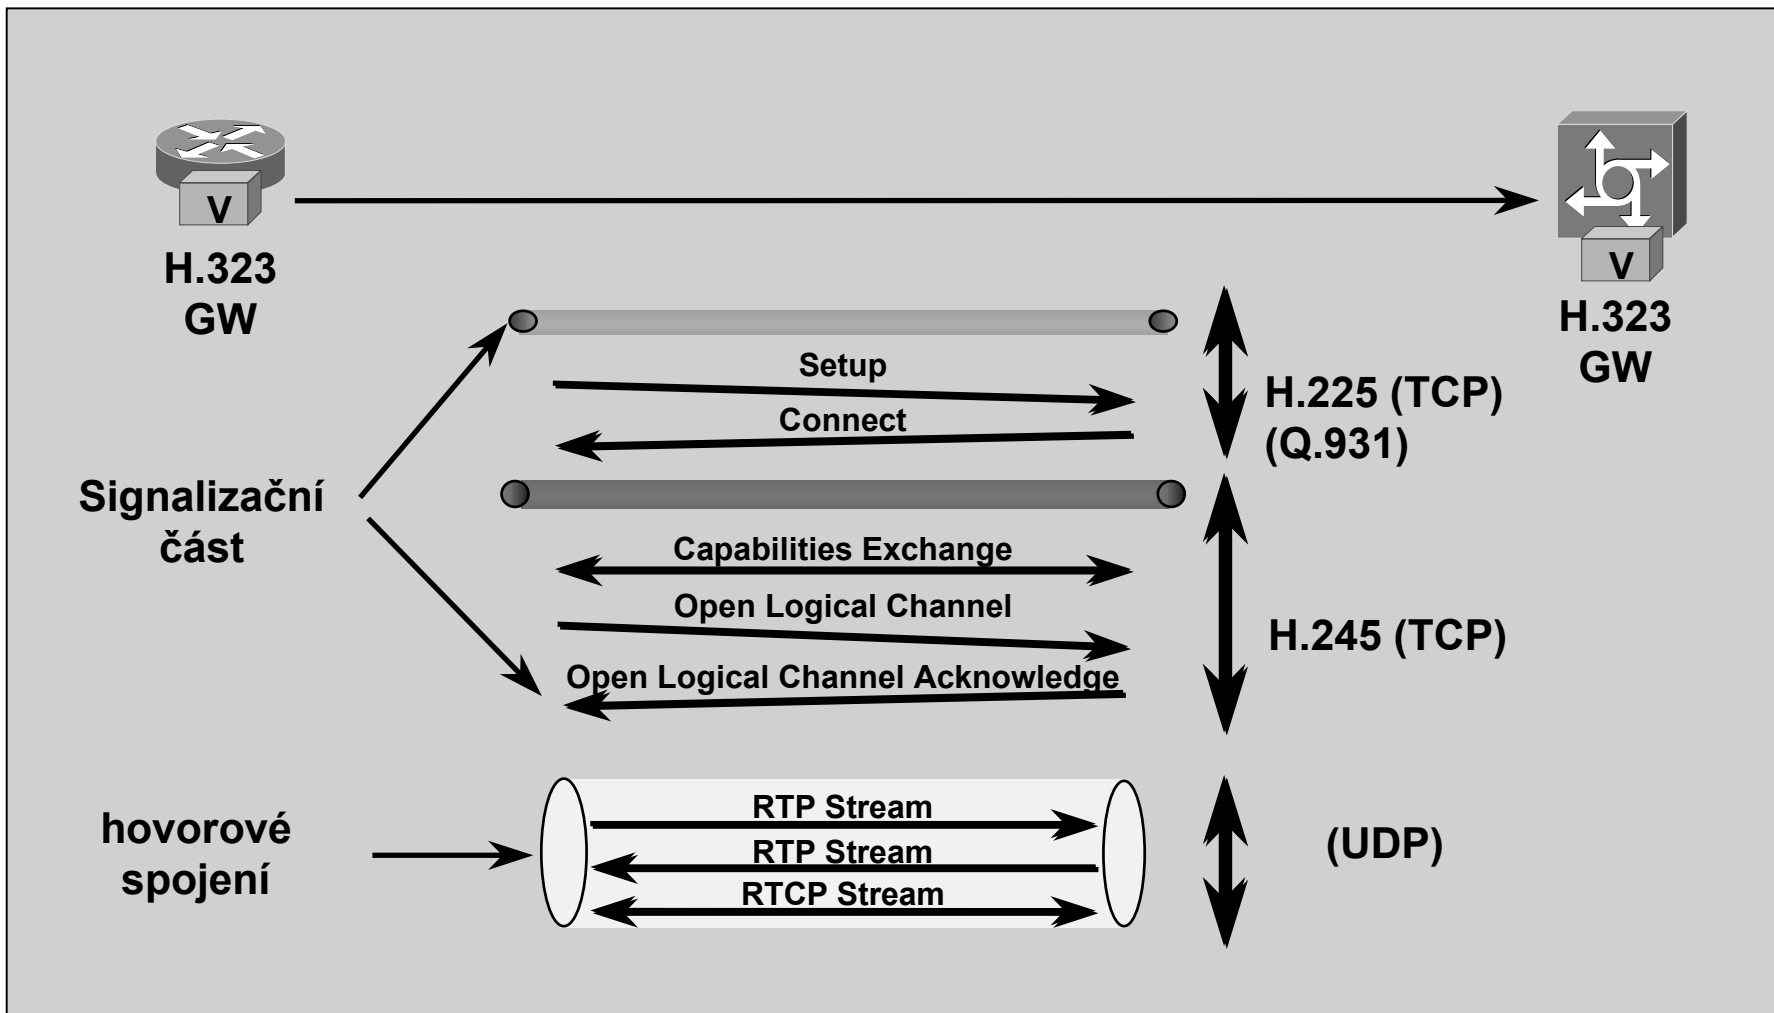 V
H.323
GW
V
H.323
GW
Setup
Connect
H.225 (TCP)
(Q.931)
Signalizační
část
Capabilities Exchange
Open Logical Channel
Open Logical Channel Acknowledge
H.245 (TCP)
hovorové
spojení
RTP Stream
RTP Stream
RTCP Stream
(UDP)